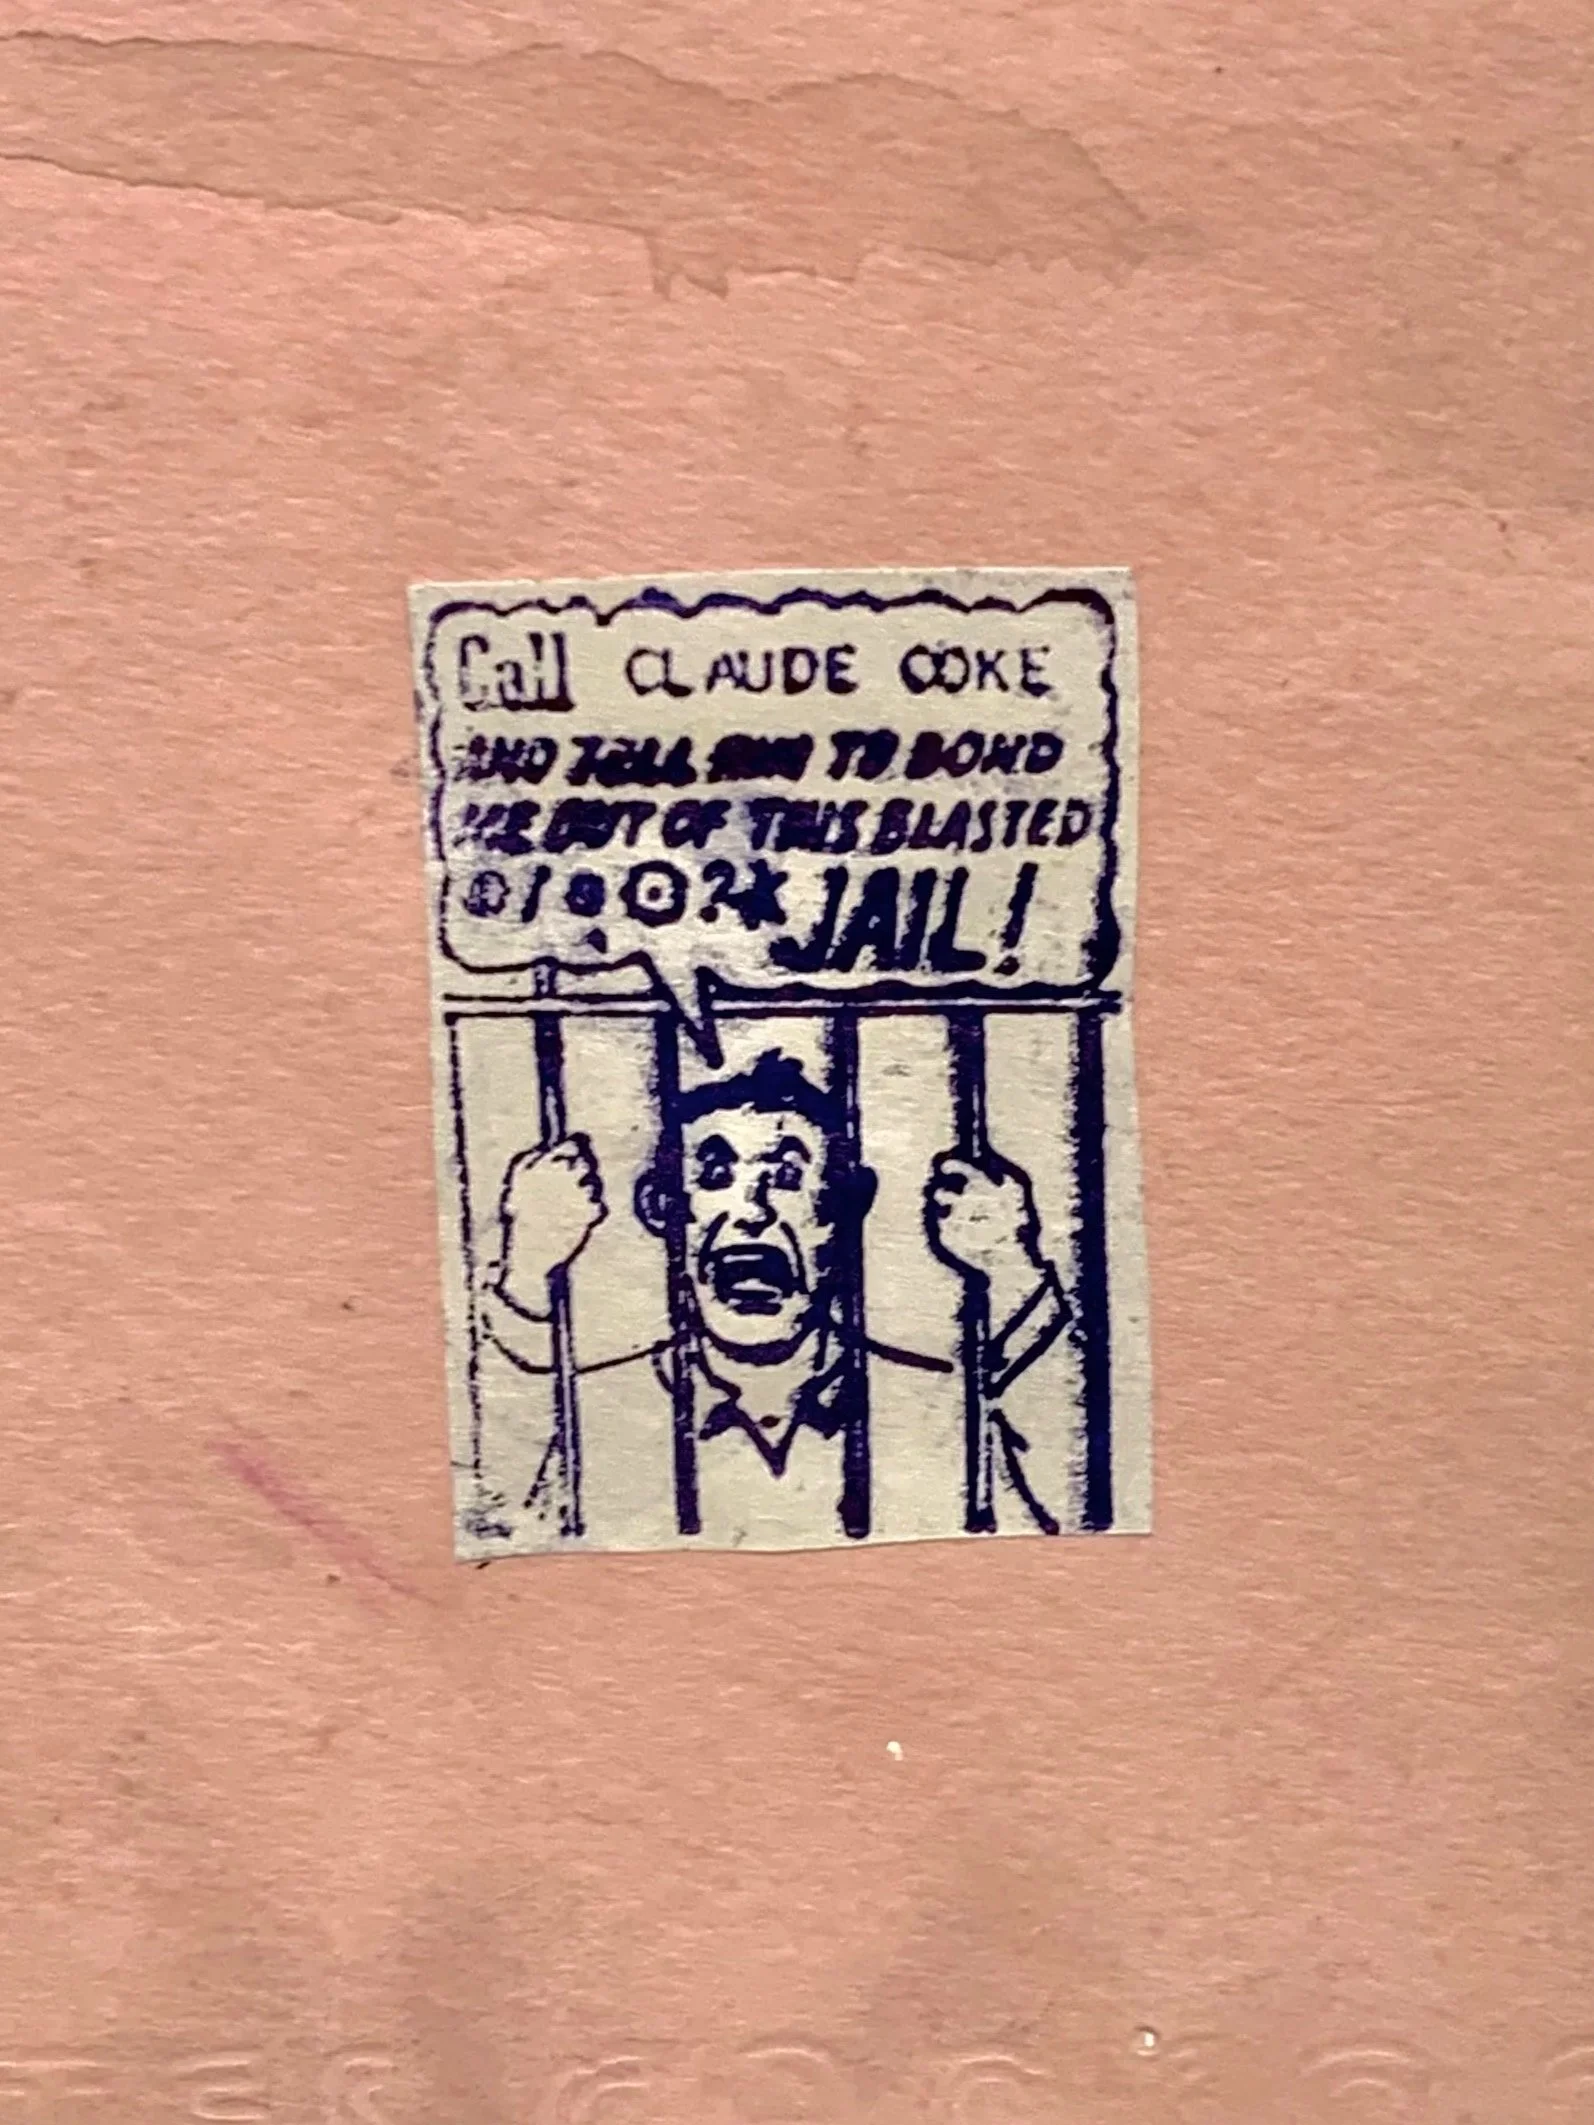 Call CLAUDE COKE
AND TELL HIM TO BOND
ME OUT OF THIS BLASTED
JAIL!